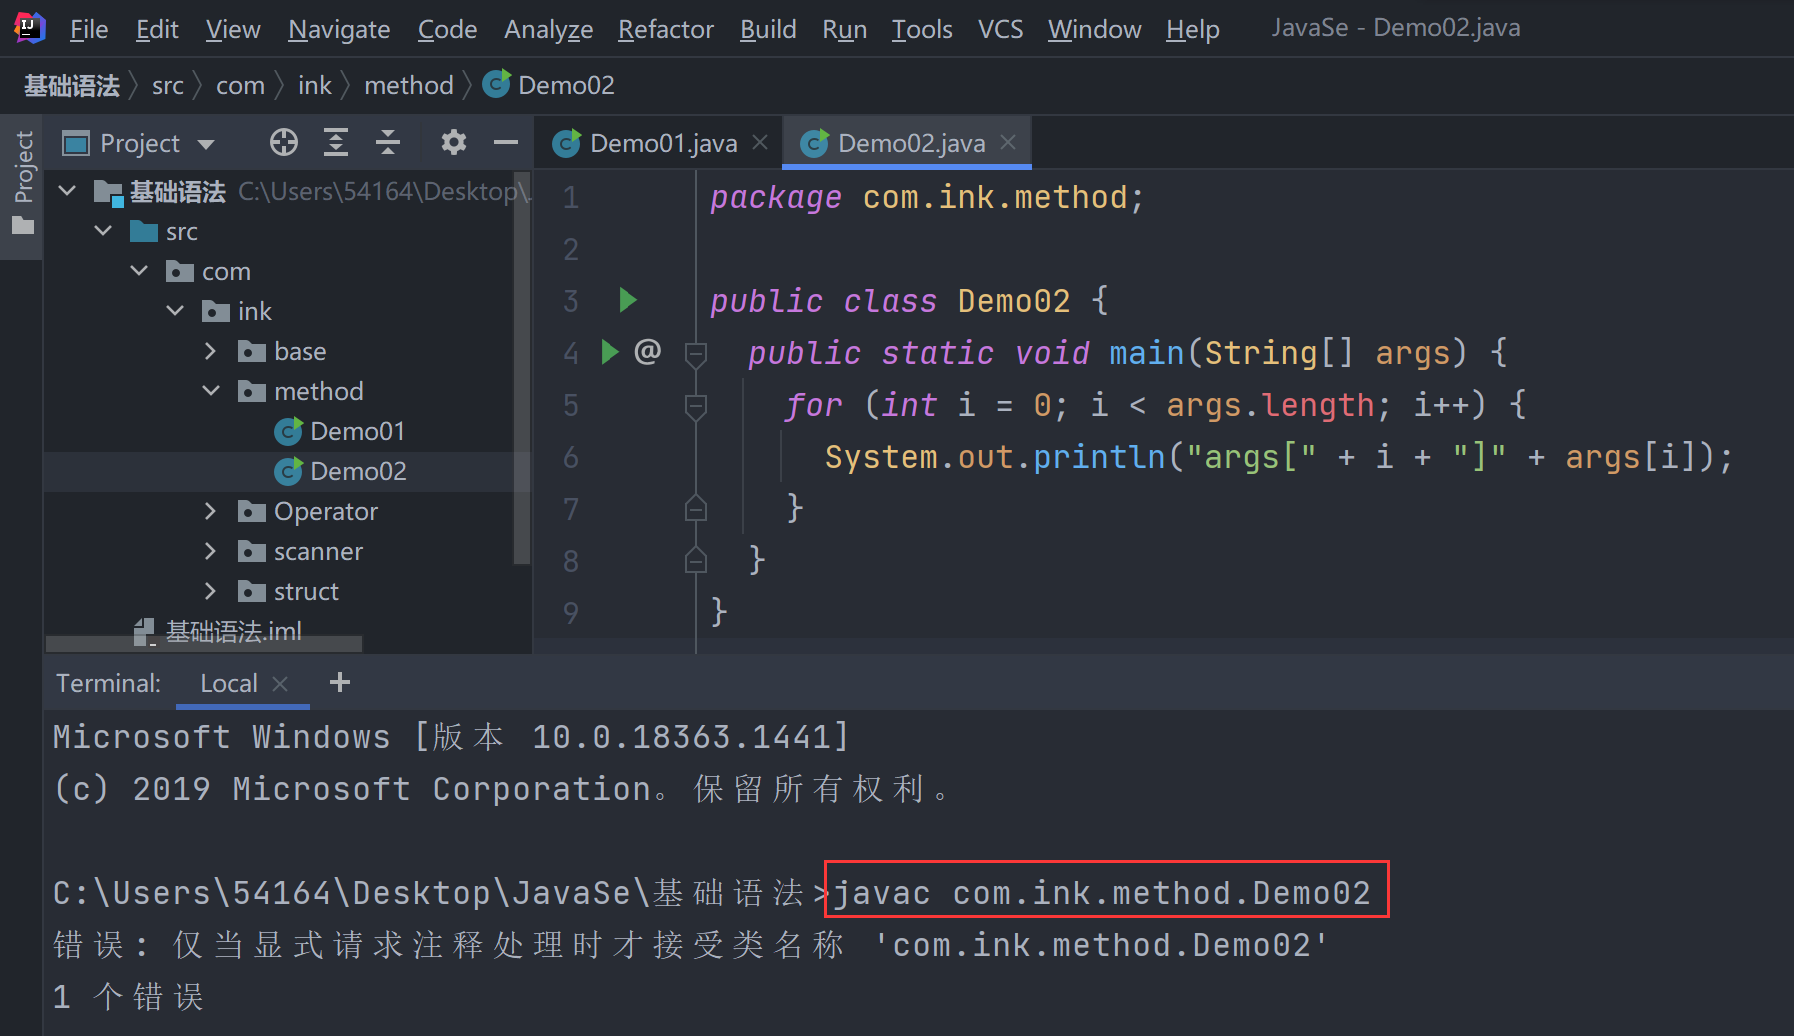 File Edit View Navigate Code Analyze Refactor Build Run Tools VCS Window Help JavaSe - Demo02.java
基础语法 src com ink method Demo02
Project
Project
基础语法 C:\Users\54164\Desktop\
src
com
ink
base
method
Demo01
Demo02
Operator
scanner
struct
基础语法.iml
Demo01.java Demo02.java
1 package com.ink.method;
2
3 public class Demo02 {
4 @ public static void main(String[] args) {
5 for (int i = 0; i < args.length; i++) {
6 System.out.println("args[" + i + "]" + args[i]);
7 }
8 }
9 }
Terminal: Local +
Microsoft Windows [版本 10.0.18363.1441]
(c) 2019 Microsoft Corporation。保留所有权利。
C:\Users\54164\Desktop\JavaSe\基础语法>javac com.ink.method.Demo02
错误: 仅当显式请求注释处理时才接受类名称 'com.ink.method.Demo02'
1 个错误